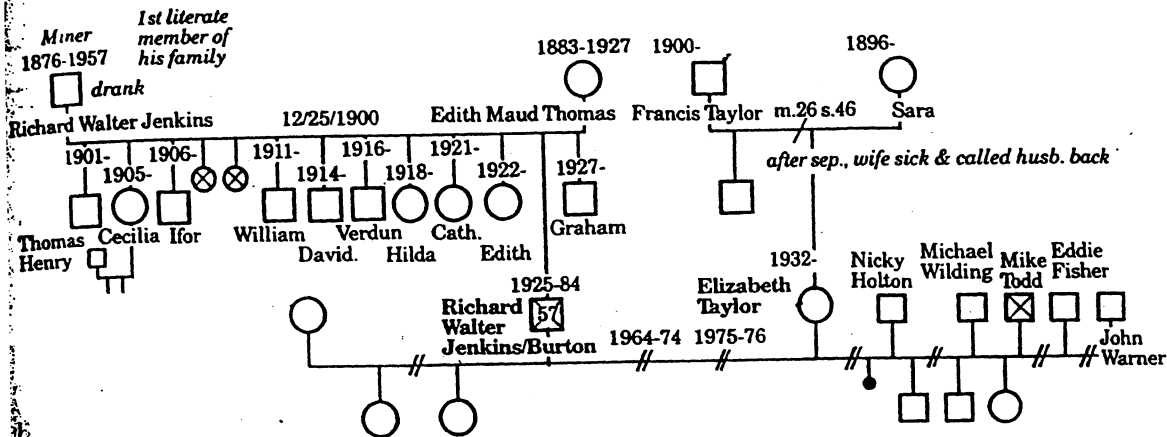 Miner
1876-1957
1st literate
member of
his family
drank
Richard Walter Jenkins
12/25/1900
1883-1927
Edith Maud Thomas
1900-
Francis Taylor
m.26 s.46
1896-
Sara
after sep., wife sick & called husb. back
1901-
1905-
1906-
1911-
1914-
1916-
1918-
1921-
1922-
1927-
Thomas
Henry
Cecilia
Ifor
William
David.
Verdun
Hilda
Cath.
Edith
Graham
1925-84
57
Richard
Walter
Jenkins/Burton
1964-74
1975-76
1932-
Elizabeth
Taylor
Nicky
Holton
Michael
Wilding
Mike
Todd
Eddie
Fisher
John
Warner